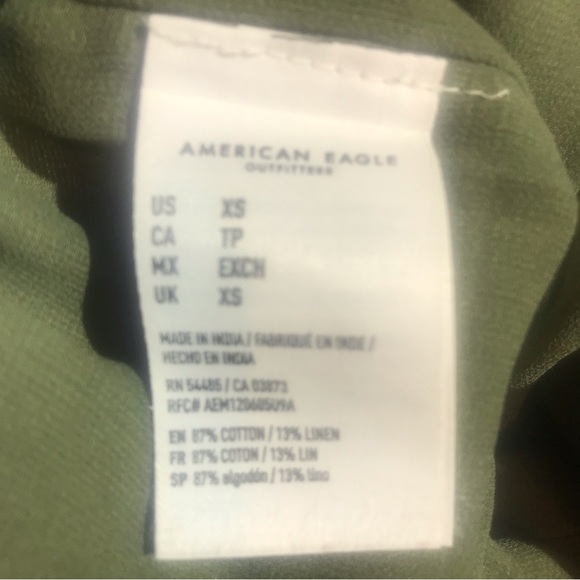 AMERICAN EAGLE
OUTFITTERS
US XS
CA TP
MX EXCH
UK XS
MADE IN INDIA / FABRIQUÉ EN INDE /
HECHO EN INDIA
RN 54485 / CA 03873
RFC# AEM120605U9A
EN 87% COTTON / 13% LINEN
FR 87% COTON / 13% LIN
SP 87% algodón / 13% lino